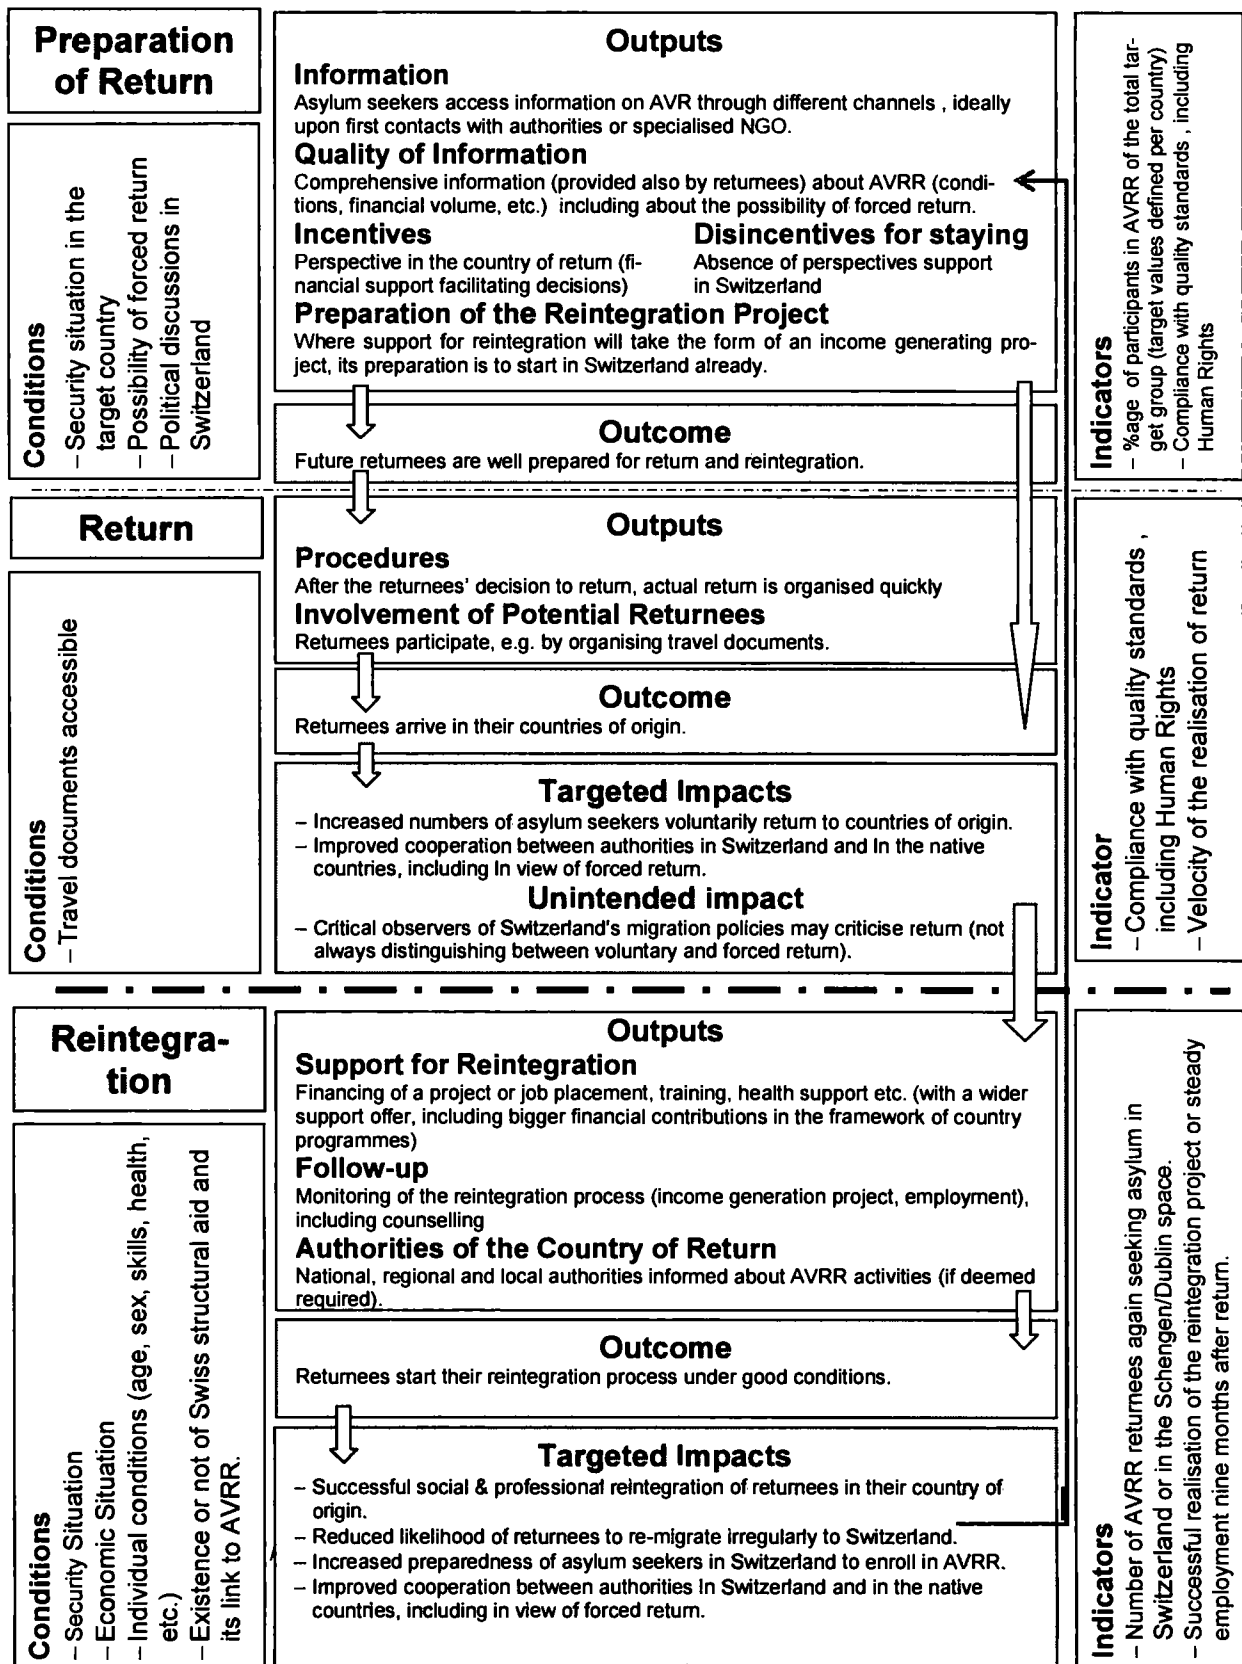 Preparation
of Return
Conditions
– Security situation in the
target country
– Possibility of forced return
– Political discussions in
Switzerland
Outputs
Information
Asylum seekers access information on AVR through different channels , ideally
upon first contacts with authorities or specialised NGO.
Quality of Information
Comprehensive information (provided also by returnees) about AVRR (condi-
tions, financial volume, etc.) including about the possibility of forced return.
Incentives
Perspective in the country of return (fi-
nancial support facilitating decisions)
Disincentives for staying
Absence of perspectives support
in Switzerland
Preparation of the Reintegration Project
Where support for reintegration will take the form of an income generating pro-
ject, its preparation is to start in Switzerland already.
Outcome
Future returnees are well prepared for return and reintegration.
Indicators
– %age of participants in AVRR of the total tar-
get group (target values defined per country)
– Compliance with quality standards , including
Human Rights
Return
Conditions
– Travel documents accessible
Outputs
Procedures
After the returnees' decision to return, actual return is organised quickly
Involvement of Potential Returnees
Returnees participate, e.g. by organising travel documents.
Outcome
Returnees arrive in their countries of origin.
Targeted Impacts
– Increased numbers of asylum seekers voluntarily return to countries of origin.
– Improved cooperation between authorities in Switzerland and In the native
countries, including In view of forced return.
Unintended impact
– Critical observers of Switzerland's migration policies may criticise return (not
always distinguishing between voluntary and forced return).
Indicator
– Compliance with quality standards ,
including Human Rights
– Velocity of the realisation of return
Reintegra-
tion
Conditions
– Security Situation
– Economic Situation
– Individual conditions (age, sex, skills, health,
etc.)
– Existence or not of Swiss structural aid and
its link to AVRR.
Outputs
Support for Reintegration
Financing of a project or job placement, training, health support etc. (with a wider
support offer, including bigger financial contributions in the framework of country
programmes)
Follow-up
Monitoring of the reintegration process (income generation project, employment),
including counselling
Authorities of the Country of Return
National, regional and local authorities informed about AVRR activities (if deemed
required).
Outcome
Returnees start their reintegration process under good conditions.
Targeted Impacts
– Successful social & professional reintegration of returnees in their country of
origin.
– Reduced likelihood of returnees to re-migrate irregularly to Switzerland.
– Increased preparedness of asylum seekers in Switzerland to enroll in AVRR.
– Improved cooperation between authorities In Switzerland and in the native
countries, including in view of forced return.
Indicators
– Number of AVRR returnees again seeking asylum in
Switzerland or in the Schengen/Dublin space.
– Successful realisation of the reintegration project or steady
employment nine months after return.